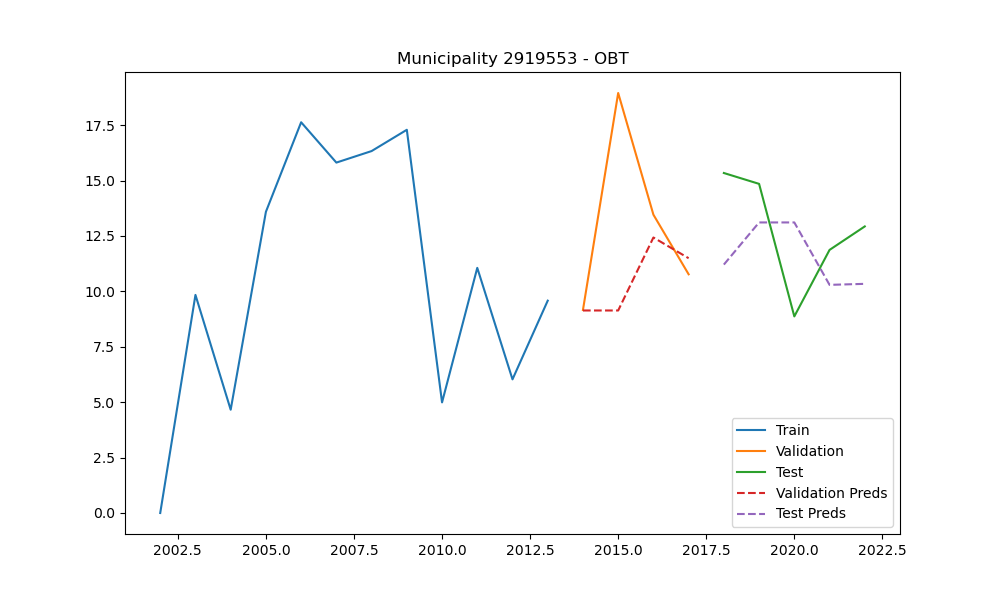 Municipality 2919553 - OBT
17.5
15.0
12.5
10.0
7.5
5.0
2.5
0.0
2002.5 2005.0 2007.5 2010.0 2012.5 2015.0 2017.5 2020.0 2022.5
Train
Validation
Test
Validation Preds
Test Preds